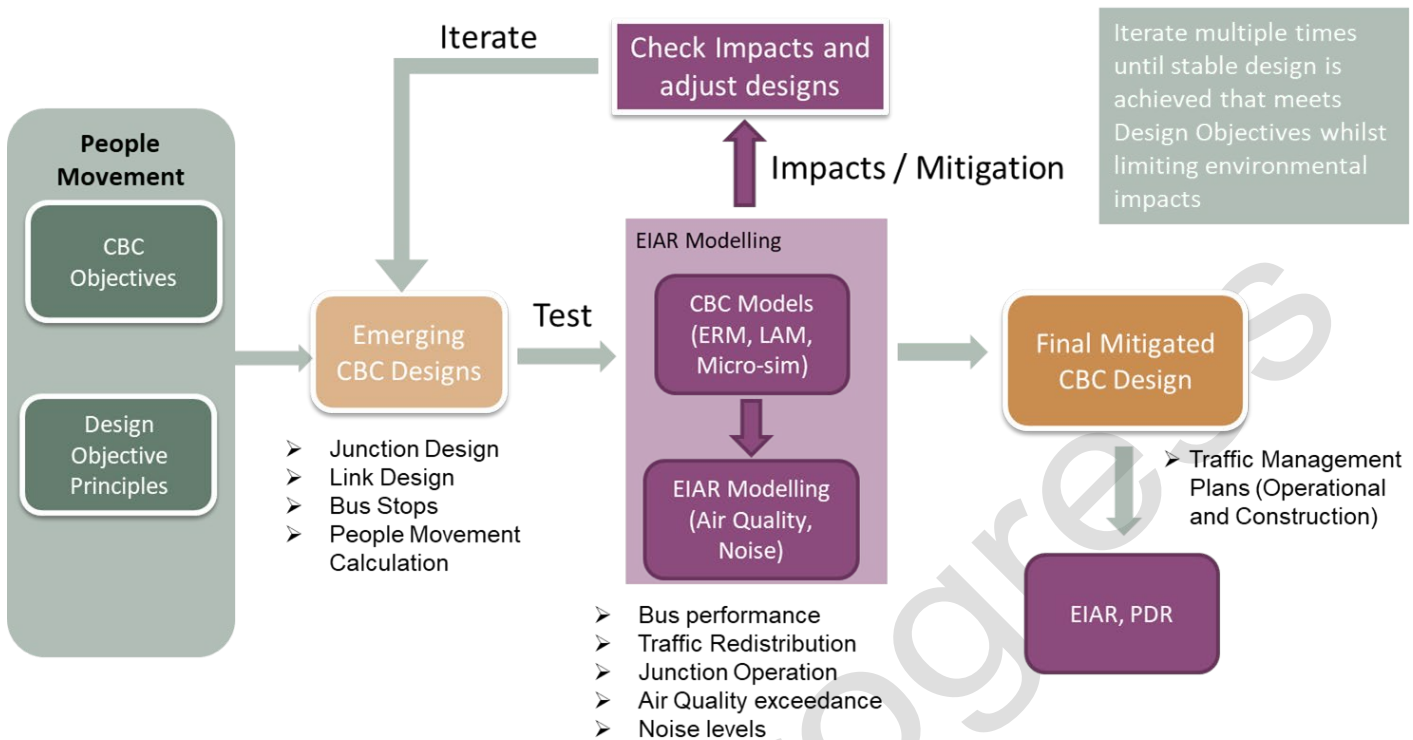 Iterate
Check Impacts and
adjust designs
Iterate multiple times
until stable design is
achieved that meets
Design Objectives whilst
limiting environmental
impacts
People
Movement
CBC
Objectives
Design
Objective
Principles
Impacts / Mitigation
Emerging
CBC Designs
Test
➢ Junction Design
➢ Link Design
➢ Bus Stops
➢ People Movement
Calculation
EIAR Modelling
CBC Models
(ERM, LAM,
Micro-sim)
EIAR Modelling
(Air Quality,
Noise)
➢ Bus performance
➢ Traffic Redistribution
➢ Junction Operation
➢ Air Quality exceedance
➢ Noise levels
Final Mitigated
CBC Design
➢ Traffic Management
Plans (Operational
and Construction)
EIAR, PDR
ogress